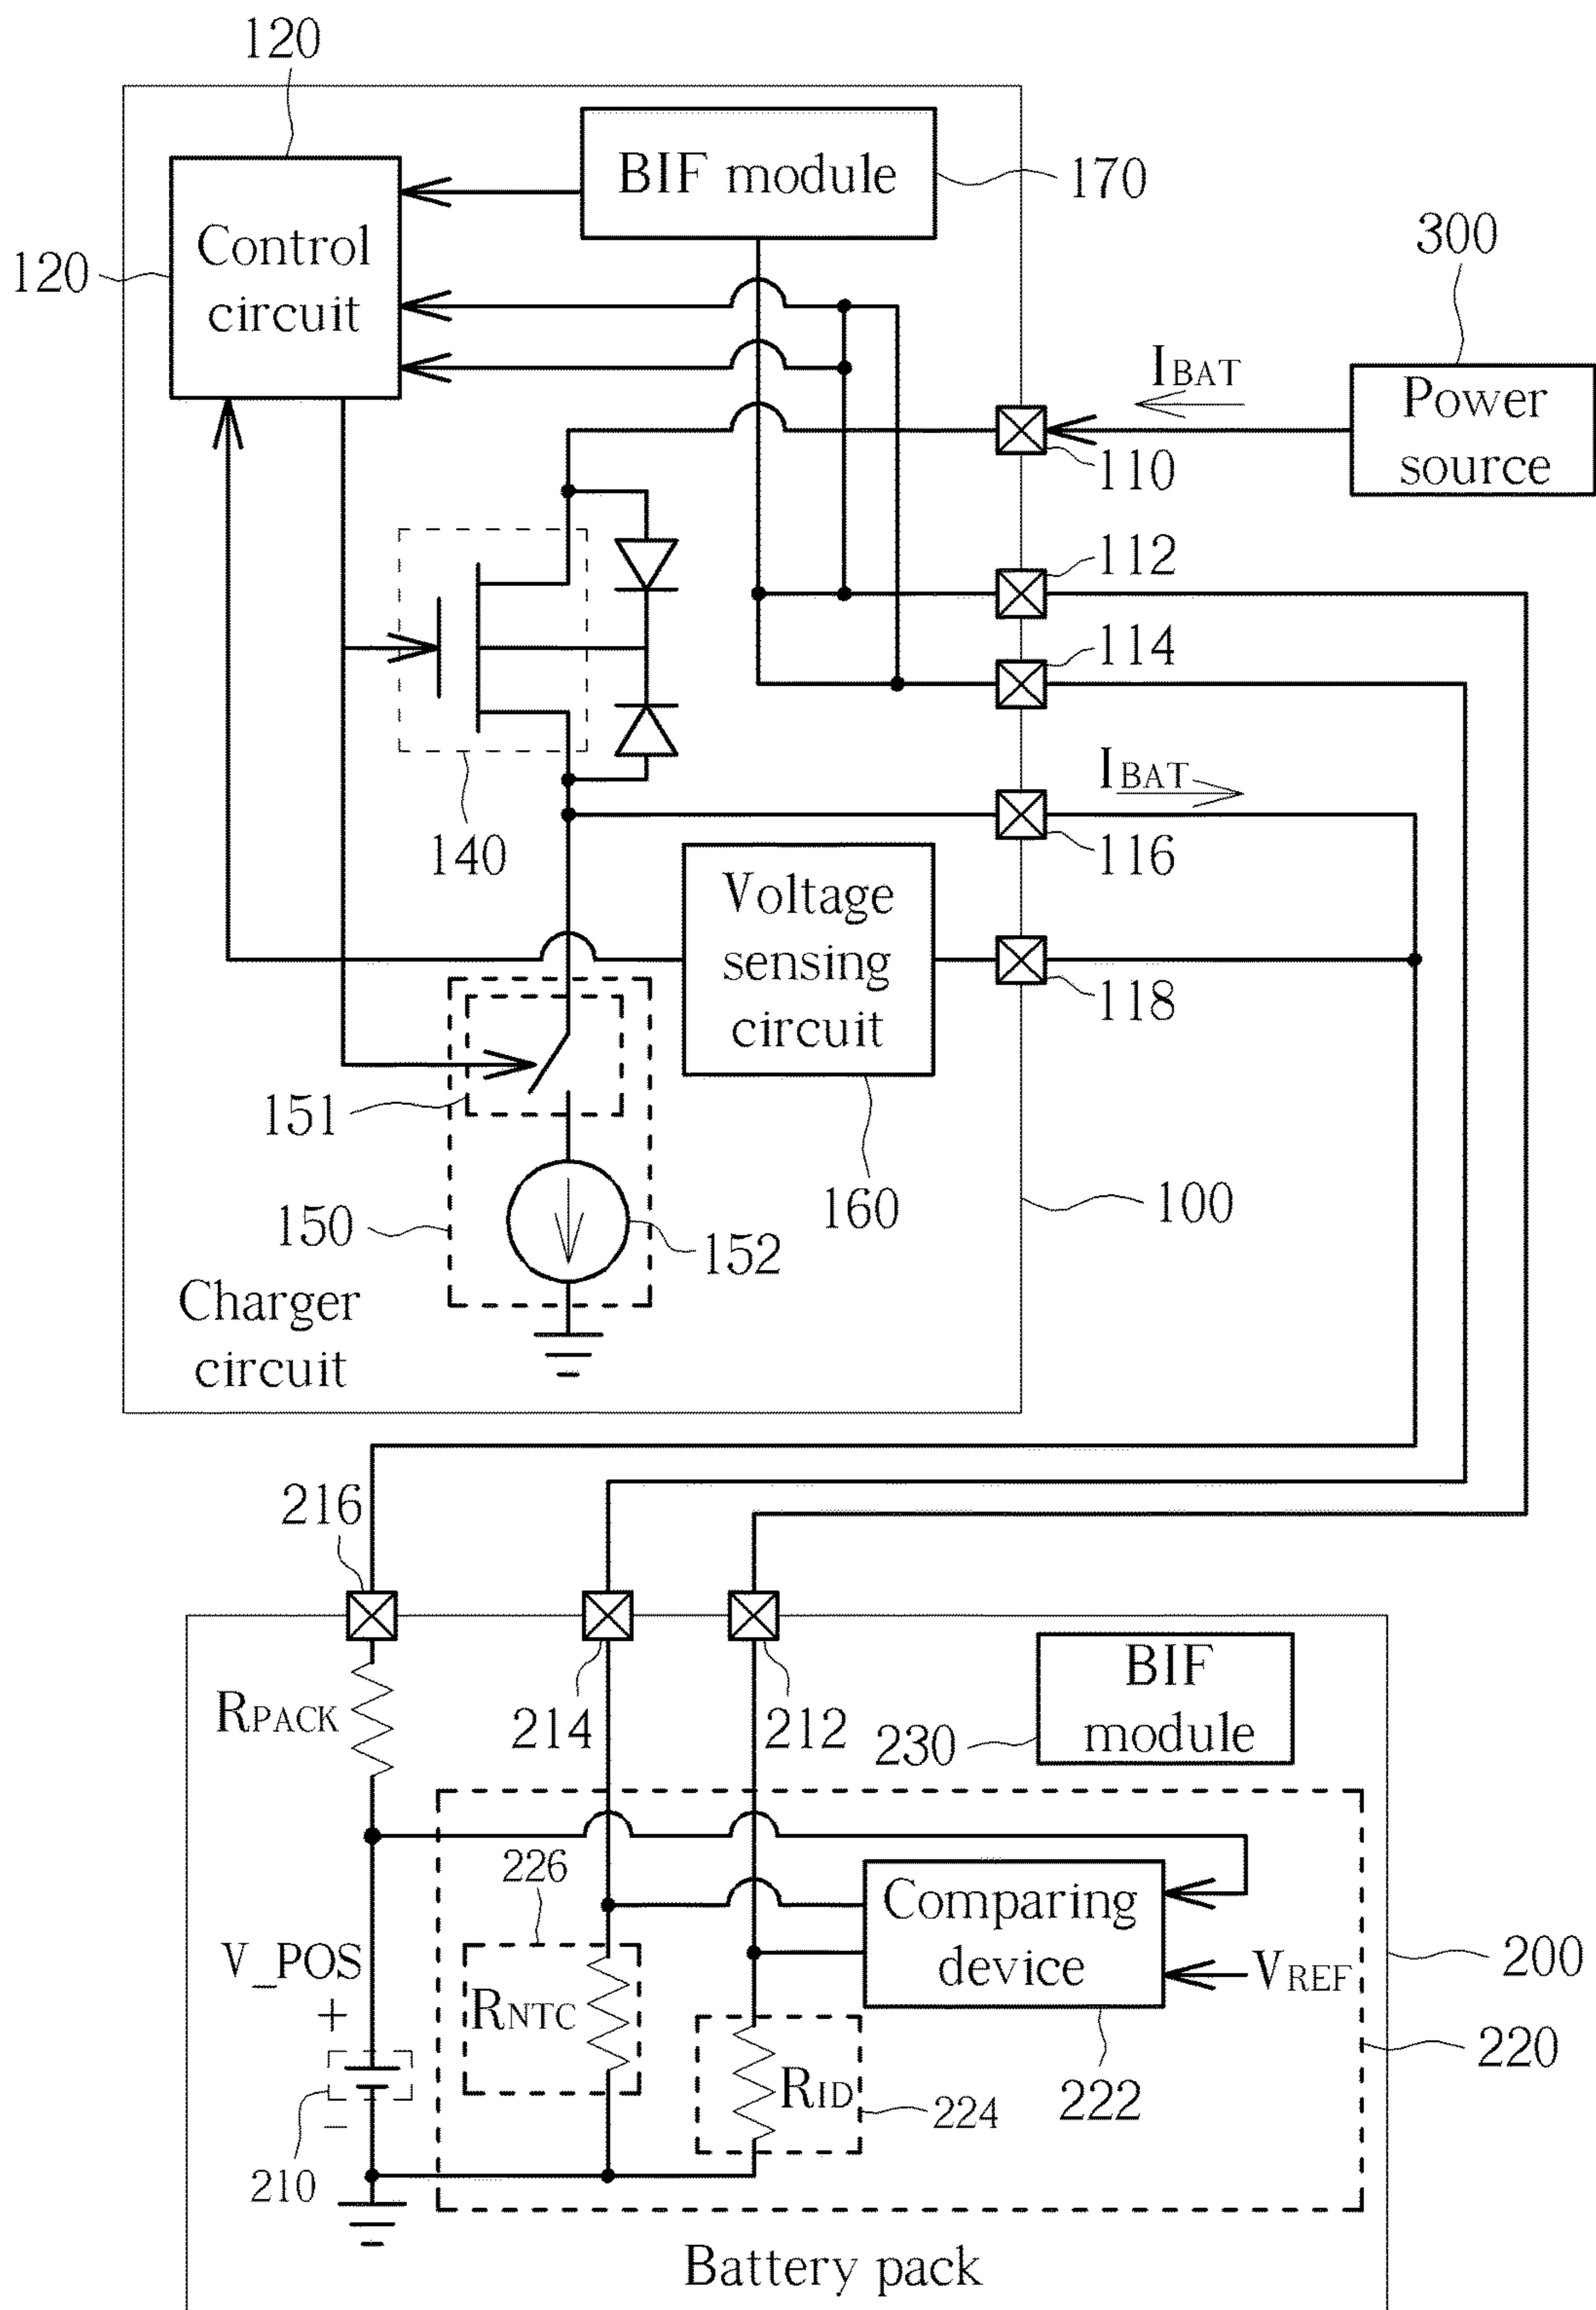 120
BIF module
170
Control
circuit
120
300
IBAT
Power
source
110
112
114
IBAT
140
116
Voltage
sensing
circuit
118
151
160
100
150
152
Charger
circuit
216
BIF
module
RPACK
214
212
230
226
Comparing
device
V_POS
+
VREF
200
RNTC
220
RID
222
224
−
210
Battery pack